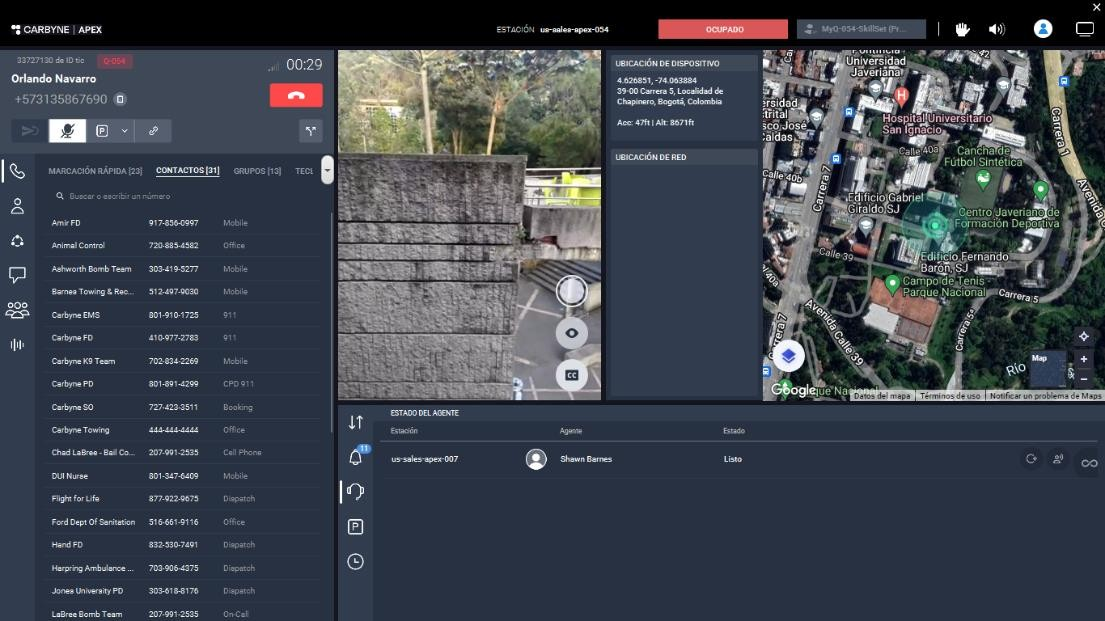 CARBYNE | APEX
ESTACIÓN us-sales-apex-054
OCUPADO
MyQ-054-SkillSet (Pr...
33727130 de ID tic
Q-054
Orlando Navarro
00:29
+573135867690
P
MARCACIÓN RÁPIDA [23]
CONTACTOS [31]
GRUPOS [13]
TECL
Buscar o escribir un número
Amir FD 917-856-0997 Mobile
Animal Control 720-885-4582 Office
Ashworth Bomb Team 303-419-5277 Mobile
Barnes Towing & Rec... 512-497-9030 Mobile
Carbyne EMS 801-910-1725 911
Carbyne FD 410-977-2783 911
Carbyne K9 Team 702-834-2269 Mobile
Carbyne PD 801-891-4299 CPD 911
Carbyne SO 727-423-3511 Booking
Carbyne Towing 444-444-4444 Office
Chad LaBree - Bail Co... 207-991-2535 Cell Phone
DUI Nurse 801-347-6409 Mobile
Flight for Life 877-922-9675 Dispatch
Ford Dept Of Sanitation 516-661-9116 Office
Hand FD 832-530-7491 Dispatch
Harpring Ambulance ... 703-906-4375 Dispatch
Jones University PD 303-618-8176 Dispatch
LaBree Bomb Team 207-991-2535 On-Call
CC
UBICACIÓN DE DISPOSITIVO
4.626851, -74.063884
39-00 Carrera 5, Localidad de
Chapinero, Bogotá, Colombia
Acc: 47ft | Alt: 8671ft
UBICACIÓN DE RED
Pontificia
Universidad
Javeriana
H
Hospital Universitario
San Ignacio
Carrera 1
Calle 40a
Cancha de
Fútbol Sintética
Calle 40b
Carrera 7
Edificio Gabriel
Giraldo SJ
Centro Javeriano de
Formación Deportiva
Avenida
Calle 39
Edificio Fernando
Barón, SJ
Campo de Tenis -
Parque Nacional
Carrera 5
Avenida Calle 39
Carrera 5ª
Carrera 7
Río
Map
Google
Parque Nacional
Datos del mapa
Términos de uso
Notificar un problema de Maps
ESTADO DEL AGENTE
Estación Agente Estado
11
us-sales-apex-007 Shawn Barnes Listo
P